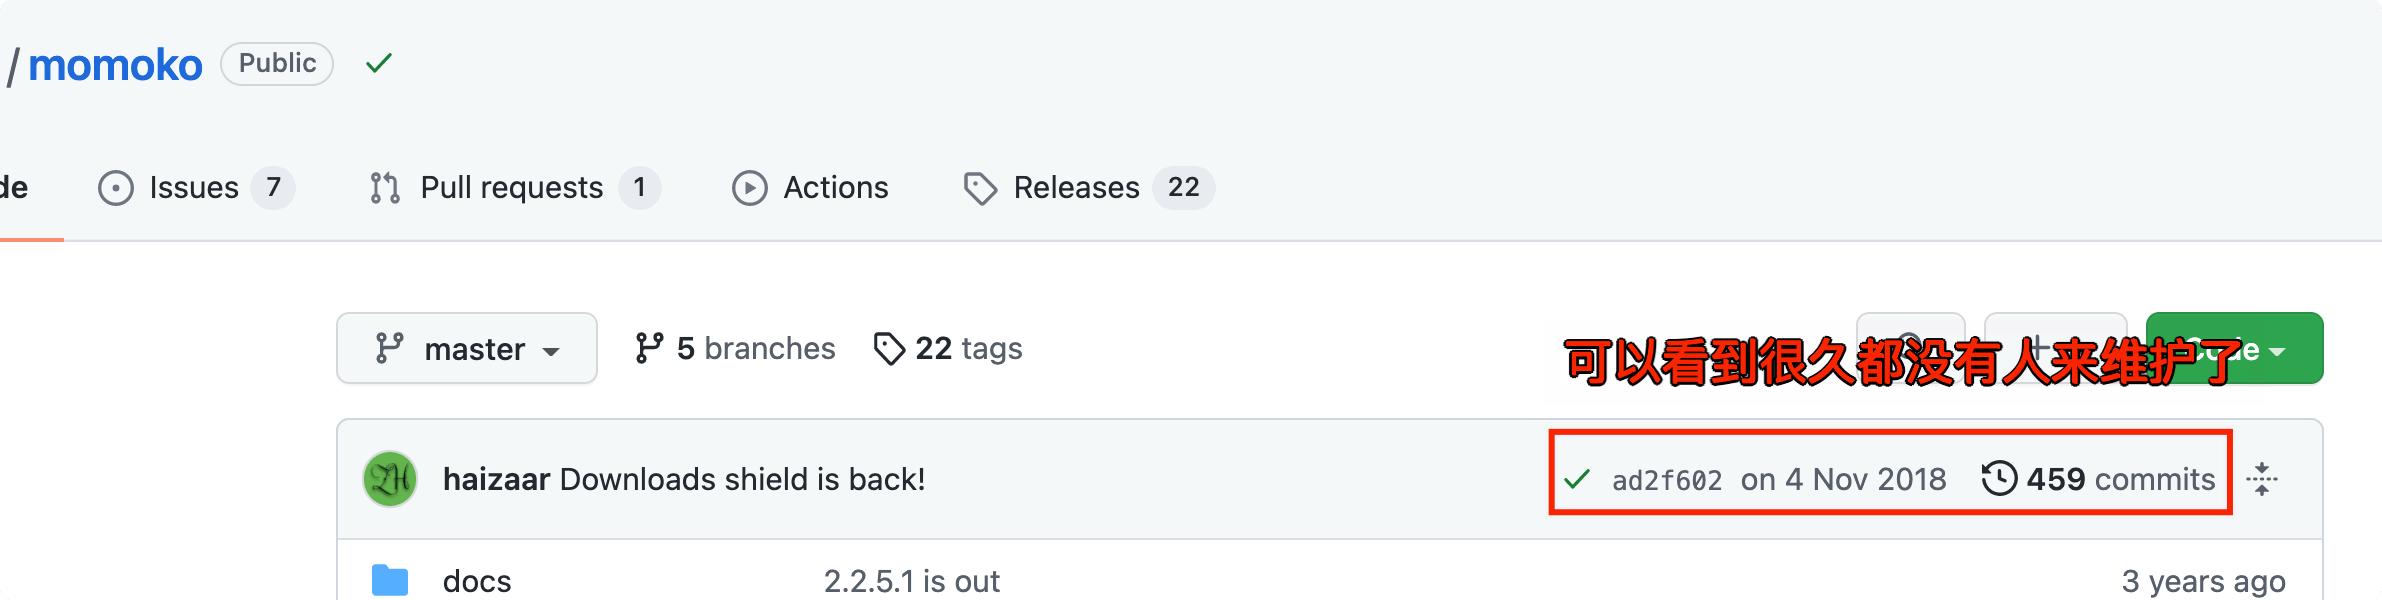 /momoko Public
de Issues 7 Pull requests 1 Actions Releases 22
master 5 branches 22 tags Code
可以看到很久都没有人来维护了
haizaar Downloads shield is back! ad2f602 on 4 Nov 2018 459 commits
docs 2.2.5.1 is out 3 years ago